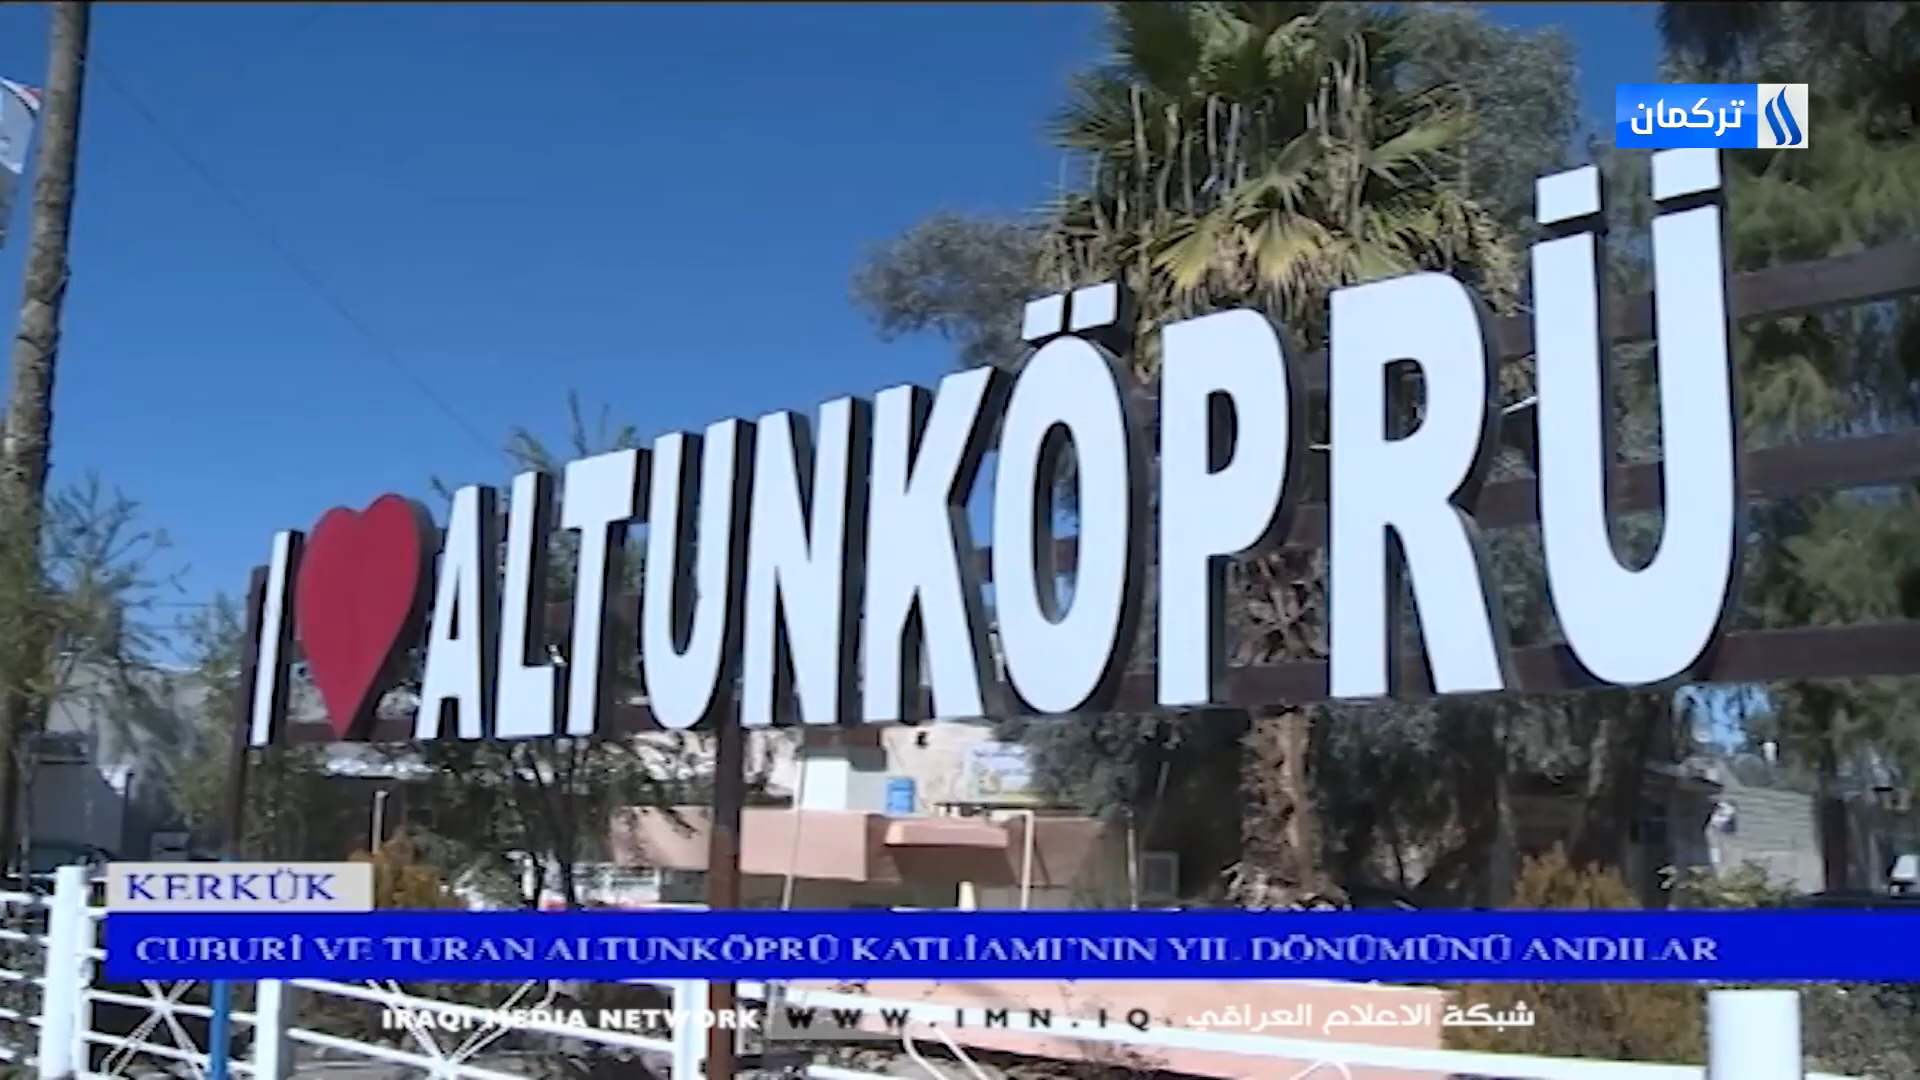 تركمان
I ♥ ALTUNKÖPRÜ
KERKÜK
CUBURİ VE TURAN ALTUNKÖPRÜ KATLİAMI'NIN YIL DÖNÜMÜNÜ ANDILAR
IRAQI MEDIA NETWORK WWW.IMN.IQ شبكة الاعلام العراقي